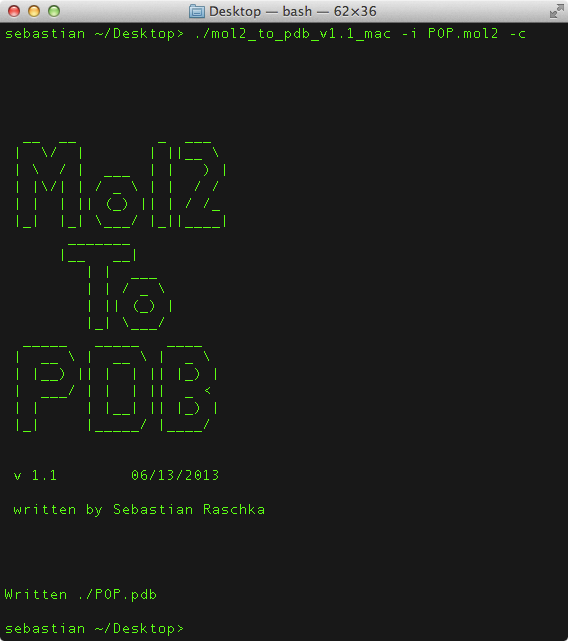 Desktop — bash — 62×36
sebastian ~/Desktop> ./mol2_to_pdb_v1.1_mac -i POP.mol2 -c
Mol2
To
PDB
v 1.1 06/13/2013
written by Sebastian Raschka
Written ./POP.pdb
sebastian ~/Desktop>